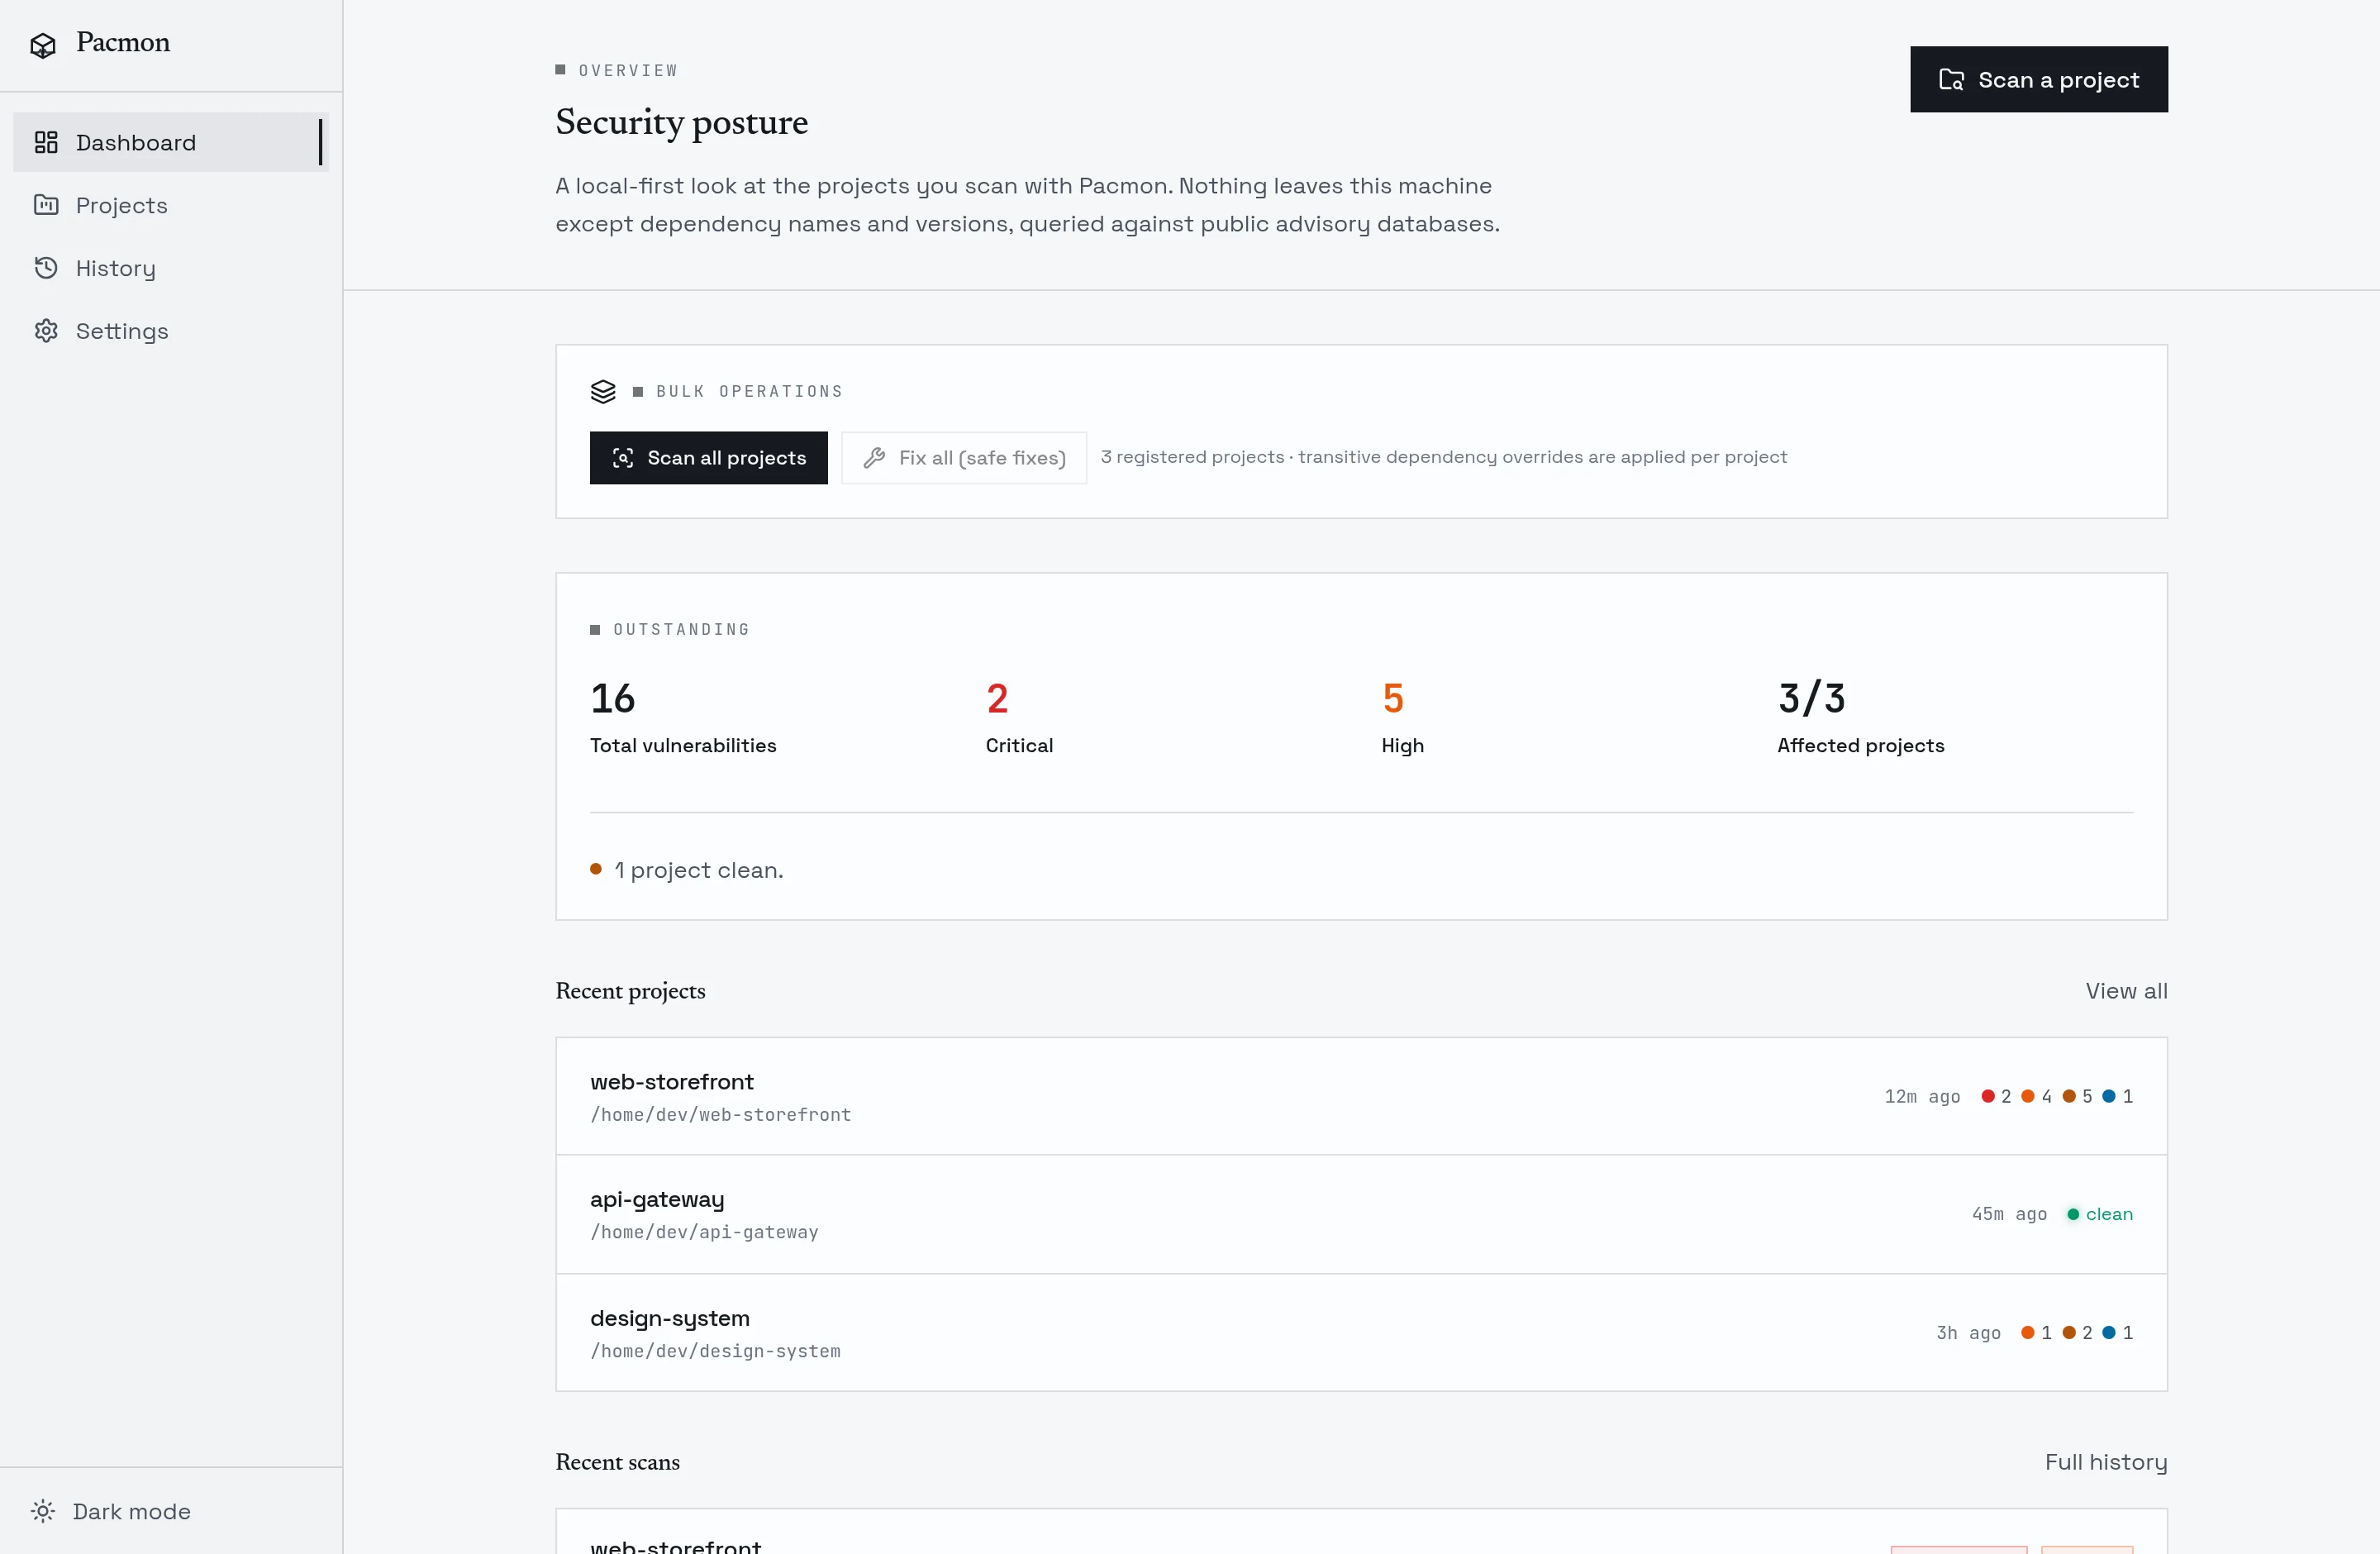 Pacmon
Dashboard
Projects
History
Settings
Dark mode
OVERVIEW
Security posture
A local-first look at the projects you scan with Pacmon. Nothing leaves this machine
except dependency names and versions, queried against public advisory databases.
Scan a project
BULK OPERATIONS
Scan all projects
Fix all (safe fixes)
3 registered projects · transitive dependency overrides are applied per project
OUTSTANDING
16
Total vulnerabilities
2
Critical
5
High
3/3
Affected projects
1 project clean.
Recent projects
View all
web-storefront
/home/dev/web-storefront
12m ago 2 4 5 1
api-gateway
/home/dev/api-gateway
45m ago clean
design-system
/home/dev/design-system
3h ago 1 2 1
Recent scans
Full history
web-storefront